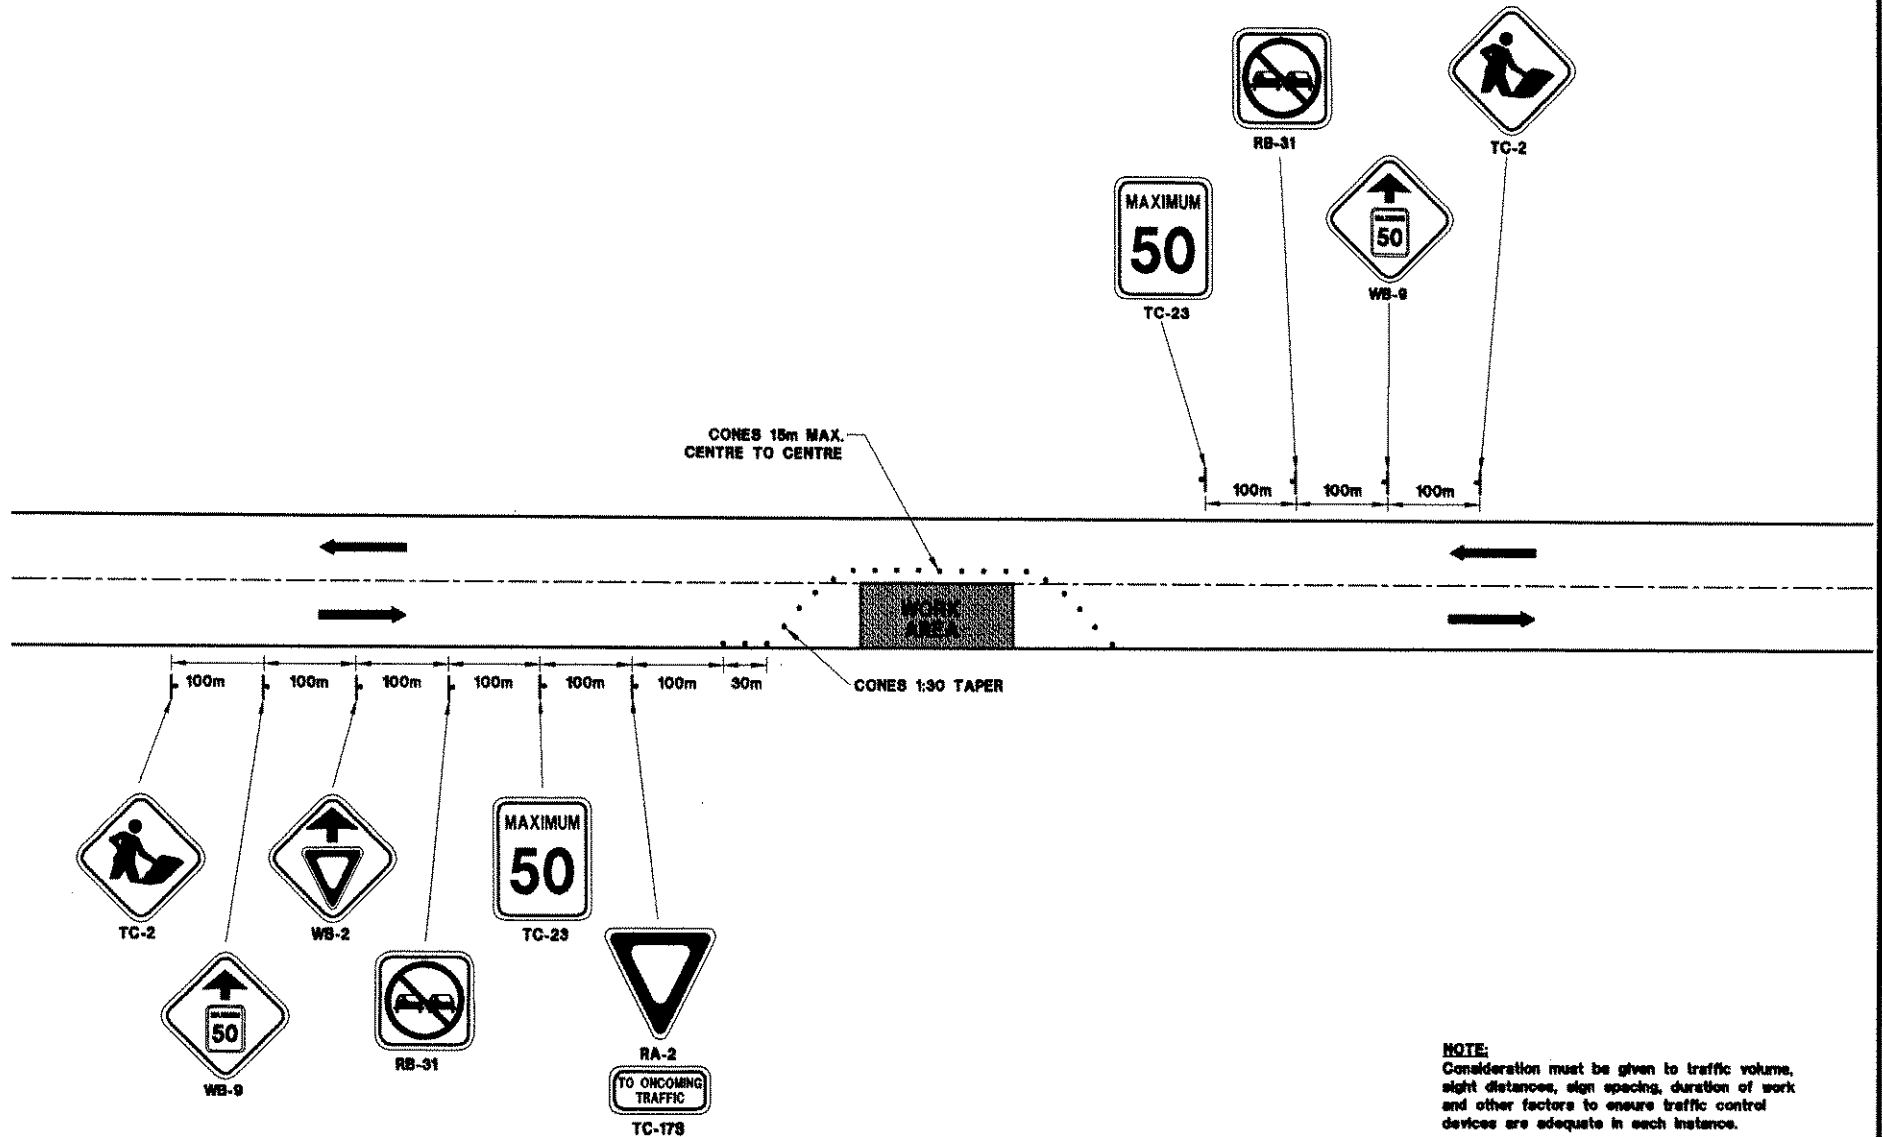 RB-31
TC-2
MAXIMUM
50
TC-23
MAXIMUM
50
WB-9
CONES 15m MAX.
CENTRE TO CENTRE
100m
100m
100m
WORK
AREA
100m
100m
100m
100m
100m
100m
30m
CONES 1:30 TAPER
TC-2
MAXIMUM
50
WB-9
WB-2
RB-31
MAXIMUM
50
TC-23
RA-2
TO ONCOMING
TRAFFIC
TC-17S
NOTE:
Consideration must be given to traffic volume,
sight distances, sign spacing, duration of work
and other factors to ensure traffic control
devices are adequate in each instance.